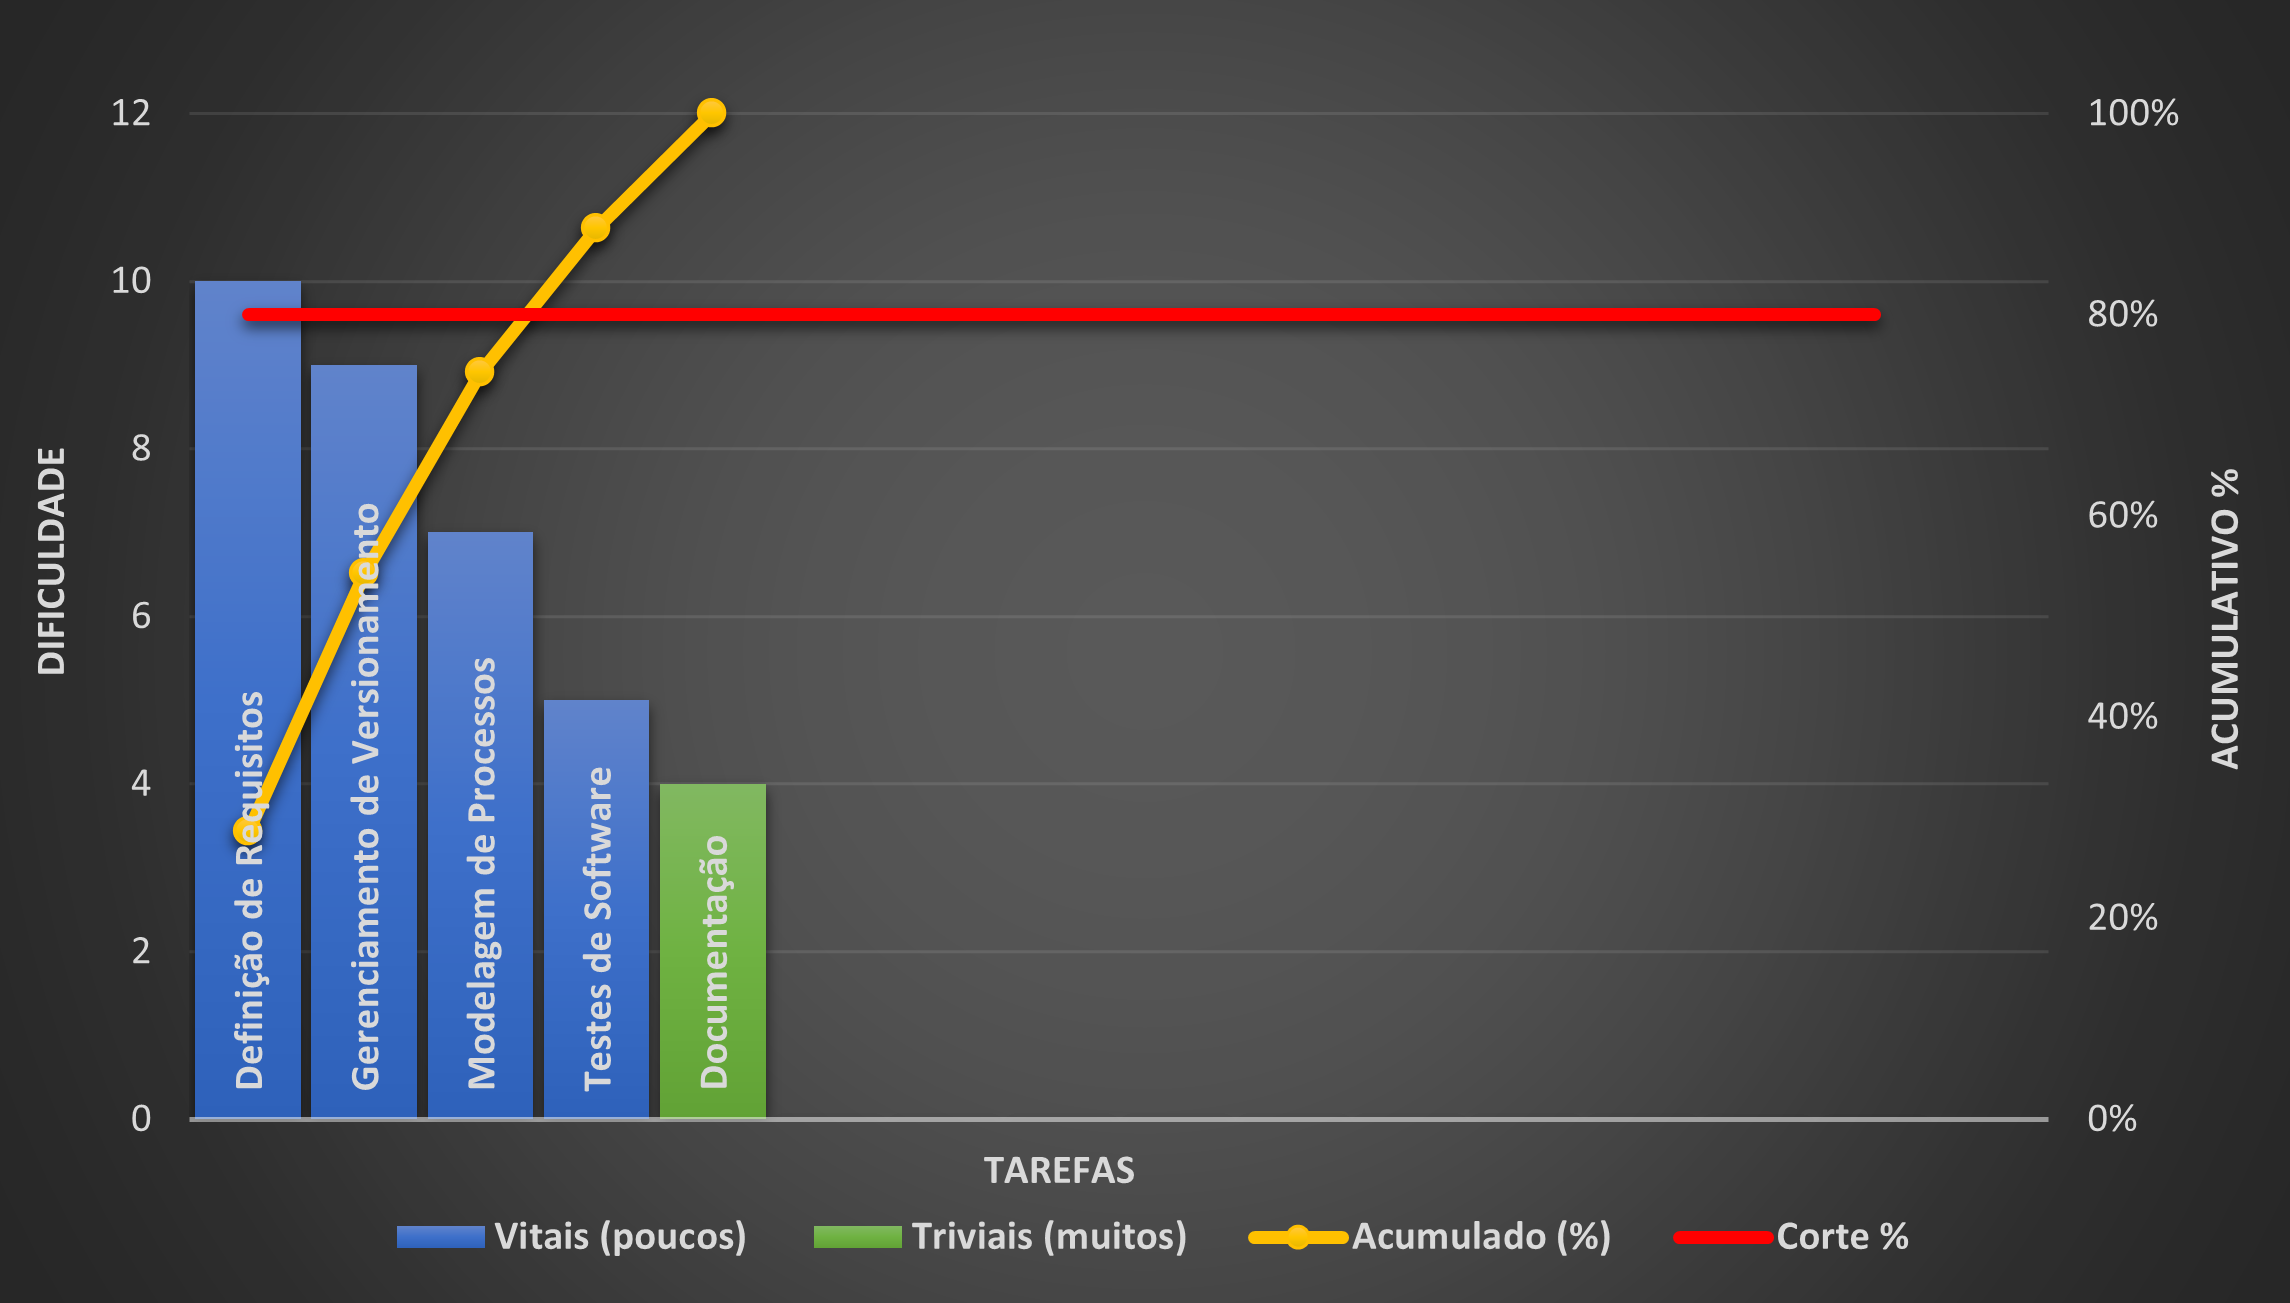 12
10
8
6
4
2
0
DIFICULDADE
Definição de Requisitos
Gerenciamento de Versionamento
Modelagem de Processos
Testes de Software
Documentação
100%
80%
60%
40%
20%
0%
ACUMULATIVO %
TAREFAS
Vitais (poucos)
Triviais (muitos)
Acumulado (%)
Corte %